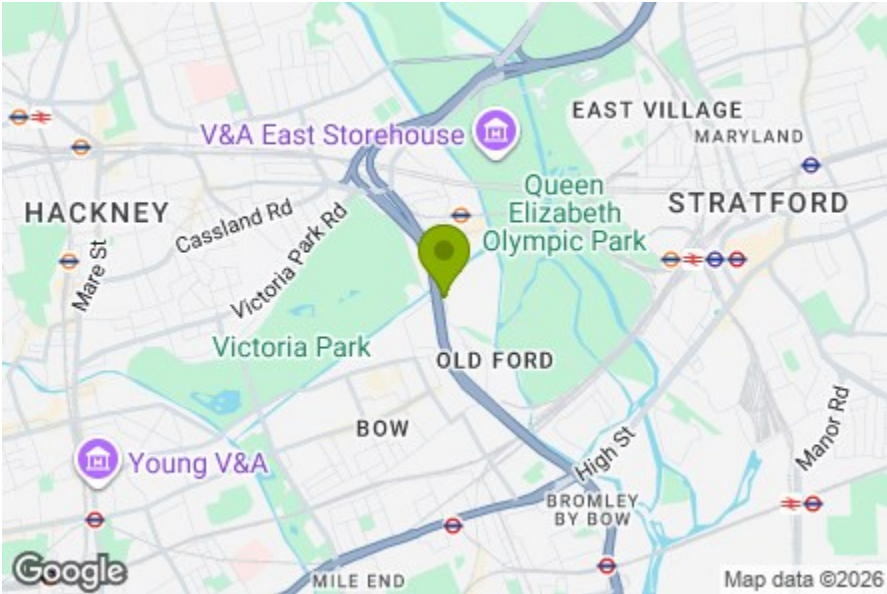 EAST VILLAGE
V&A East Storehouse
MARYLAND
Queen
Elizabeth
Olympic Park
STRATFORD
HACKNEY
Cassland Rd
Victoria Park Rd
Mare St
Victoria Park
OLD FORD
BOW
Manor Rd
High St
Young V&A
BROMLEY
BY BOW
MILE END
Google
Map data ©2026